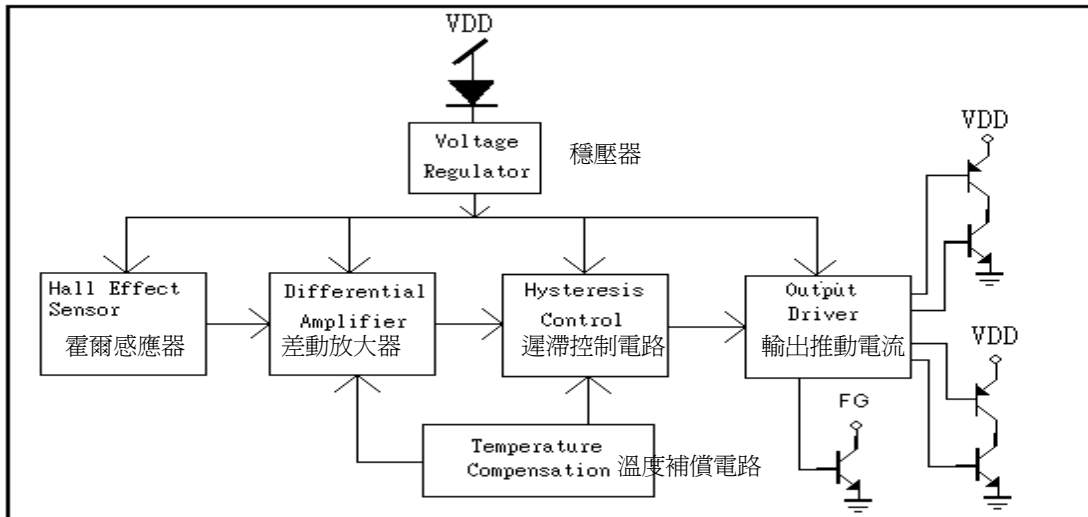 VDD
Voltage
Regulator
穩壓器
VDD
Hall Effect
Sensor
霍爾感應器
Differential
Amplifier
差動放大器
Hysteresis
Control
遲滯控制電路
Output
Driver
輸出推動電流
VDD
FG
Temperature
Compensation
溫度補償電路